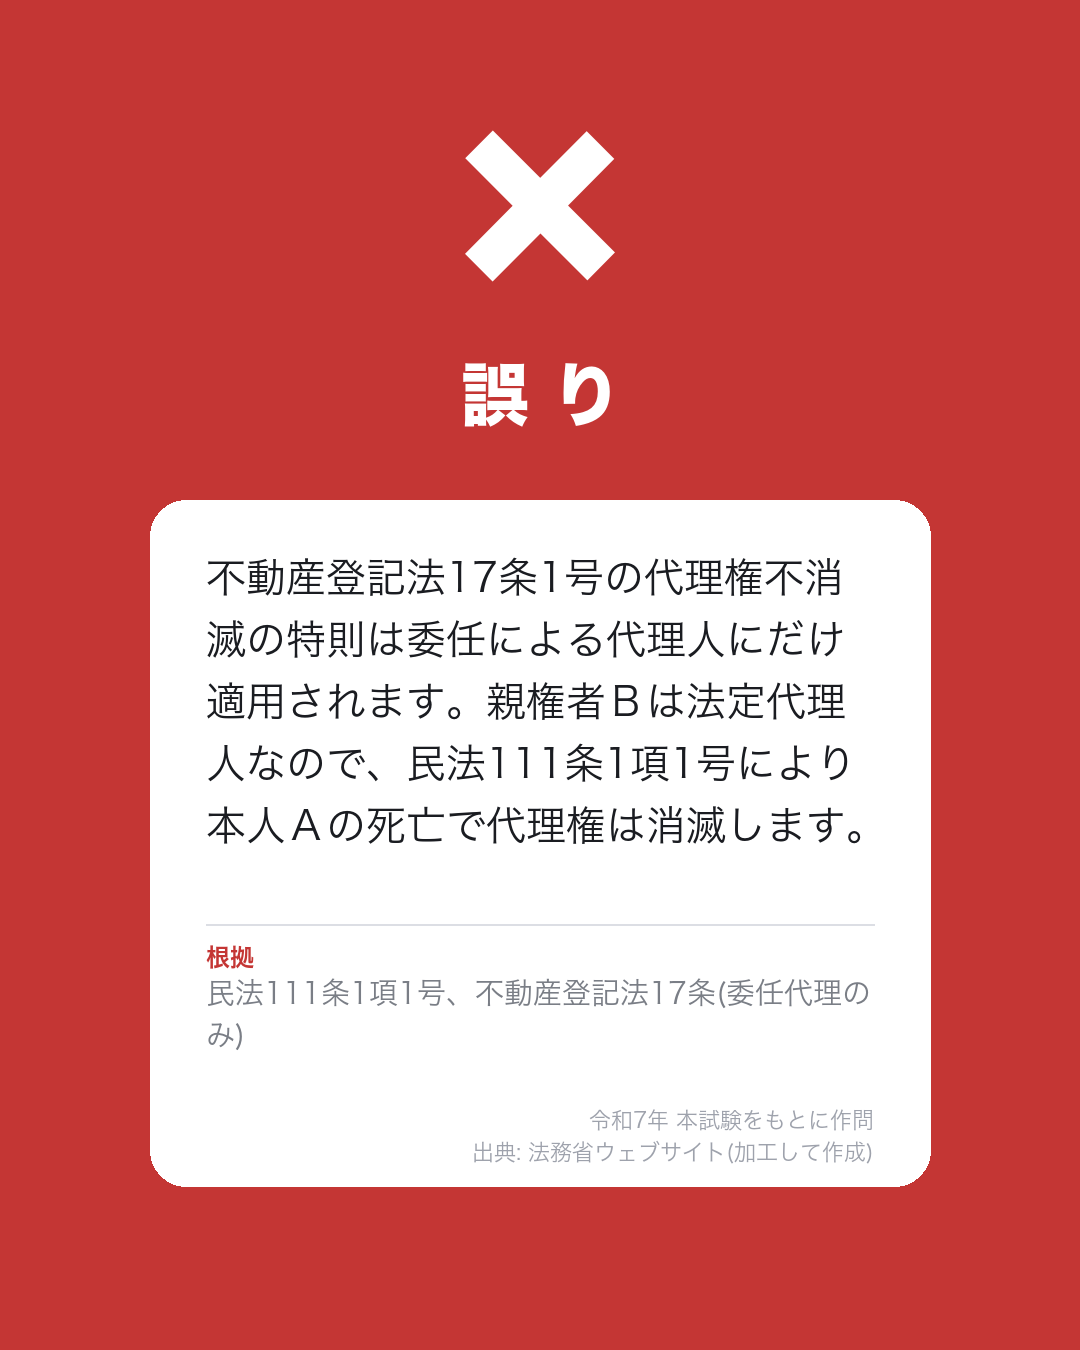 誤り
不動産登記法17条1号の代理権不消
滅の特則は委任による代理人にだけ
適用されます。親権者Ｂは法定代理
人なので、民法111条1項1号により
本人Ａの死亡で代理権は消滅します。
根拠
民法111条1項1号、不動産登記法17条(委任代理の
み)
令和7年 本試験をもとに作問
出典: 法務省ウェブサイト(加工して作成)